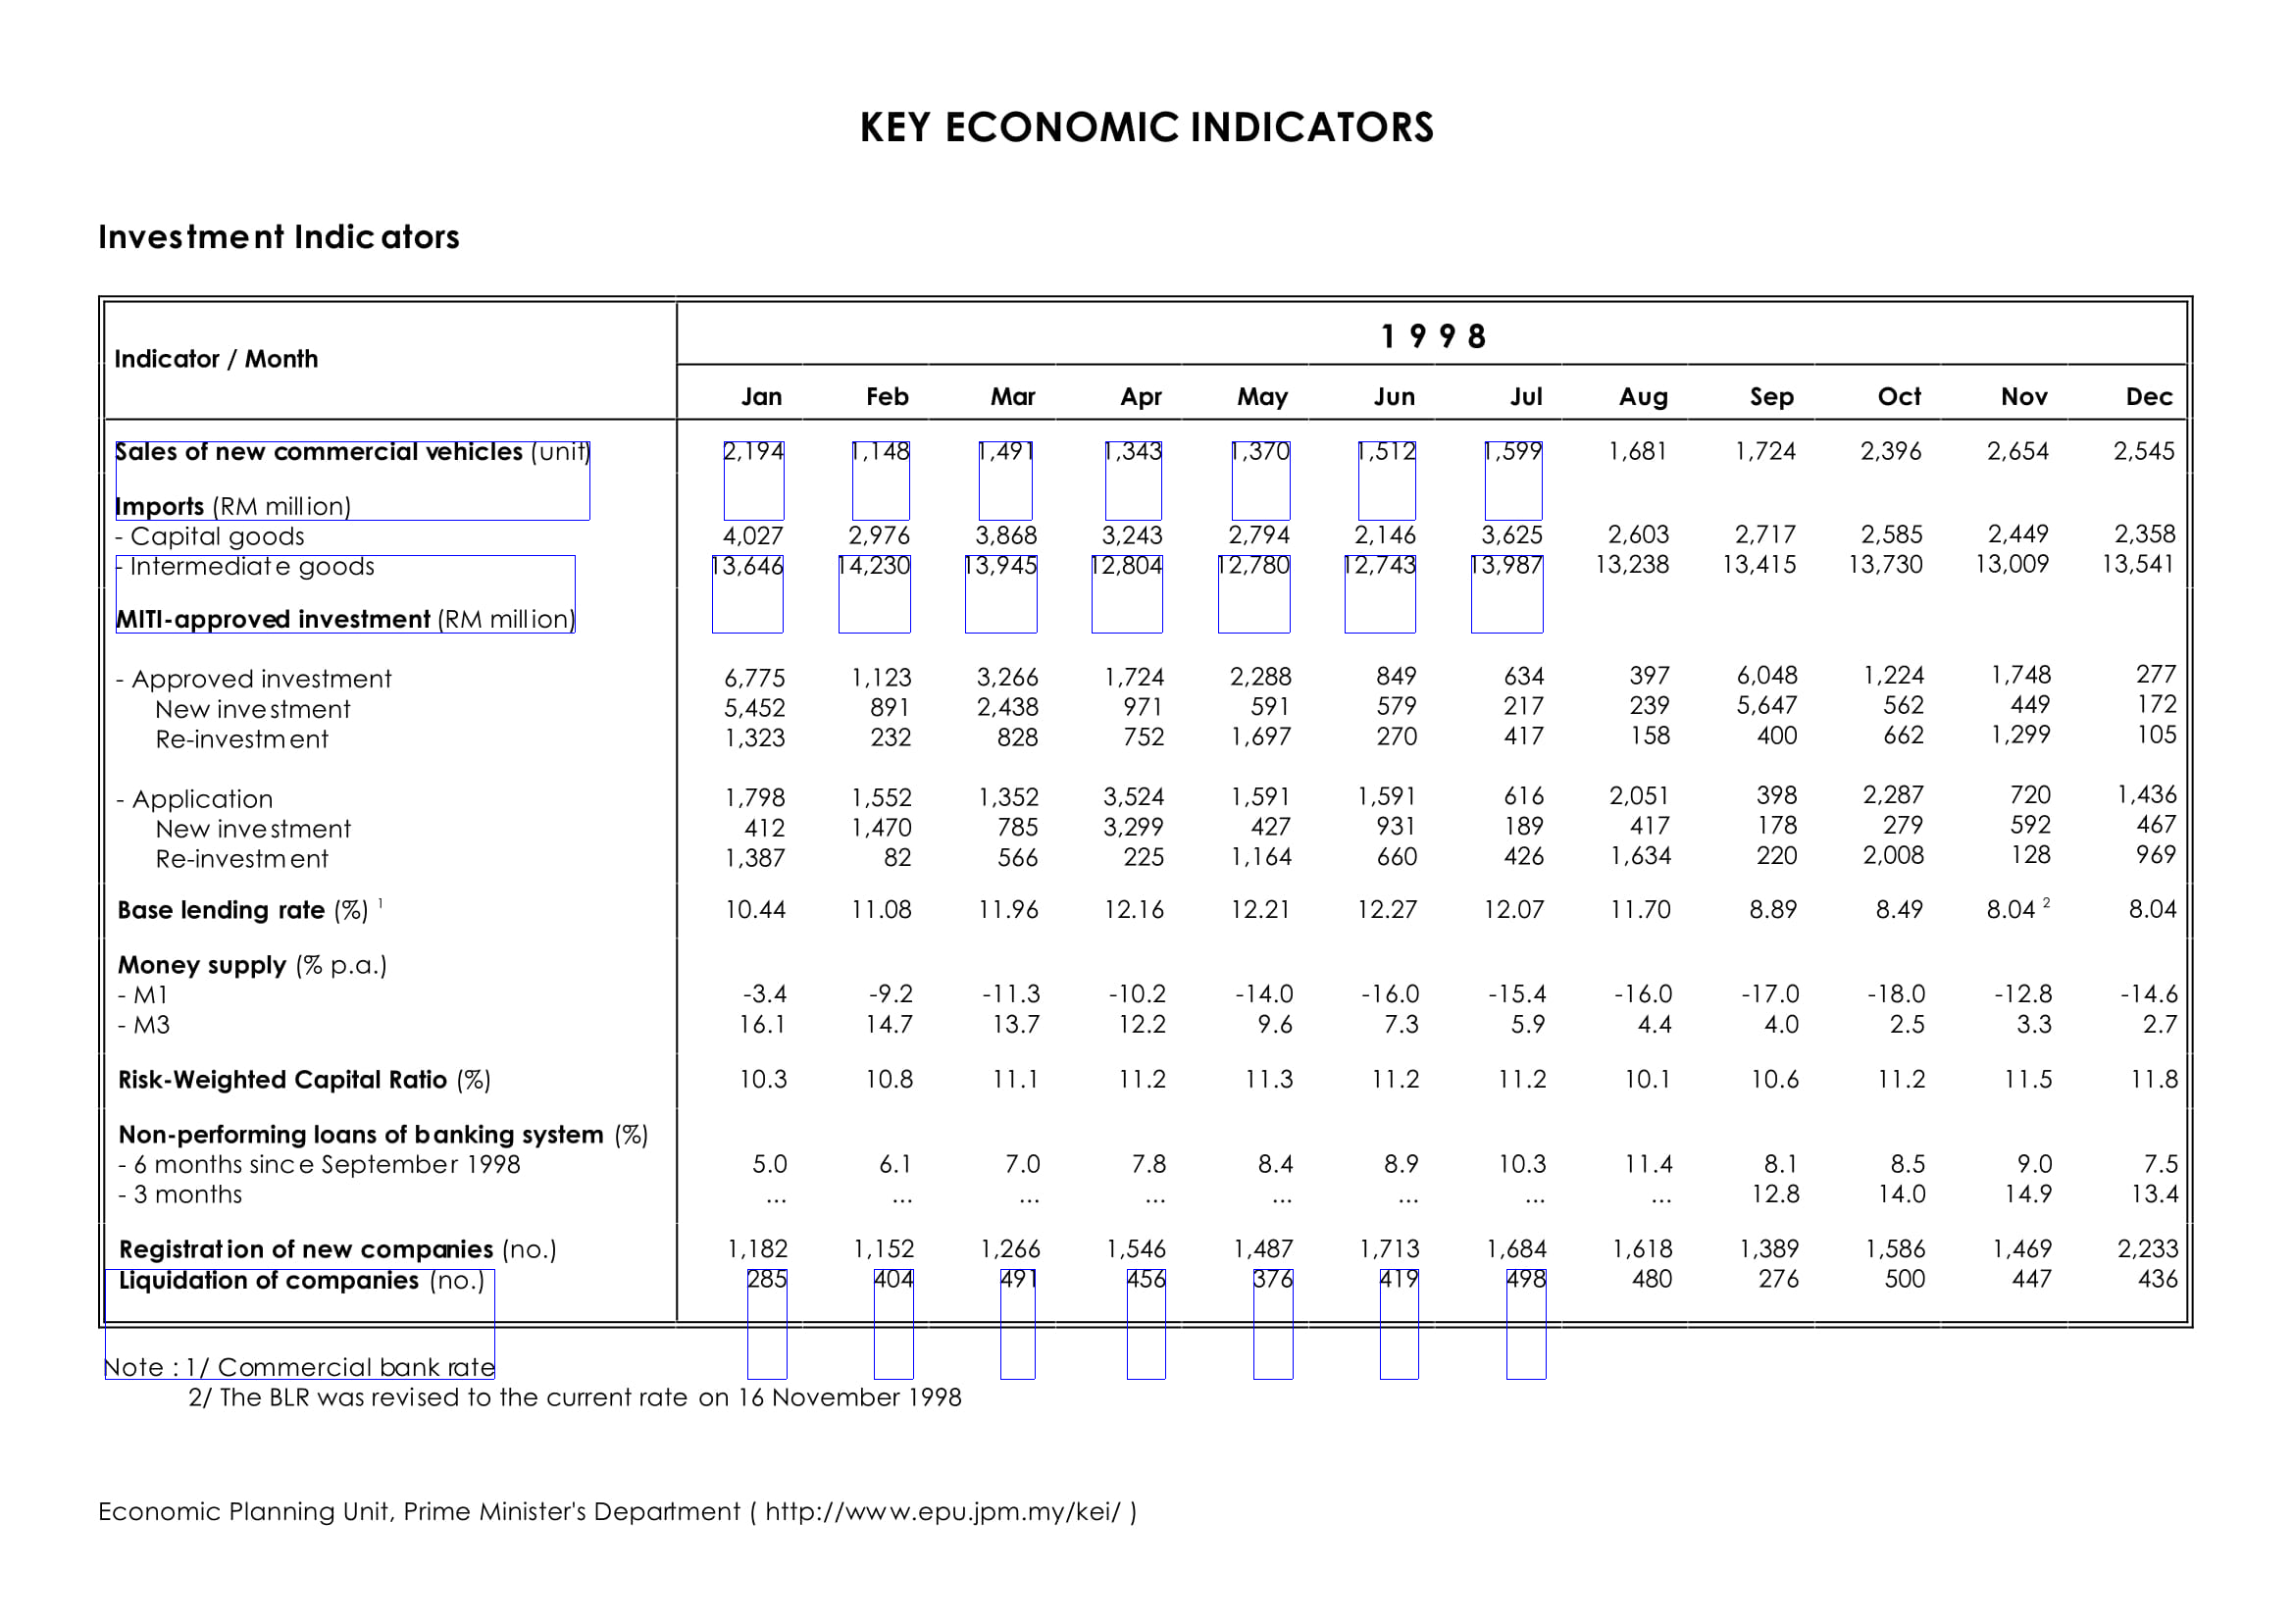 KEY ECONOMIC INDICATORS
Investment Indicators
1 9 9 8
Indicator / Month
Jan Feb Mar Apr May Jun Jul Aug Sep Oct Nov Dec
Sales of new commercial vehicles (unit) 2,194 1,148 1,491 1,343 1,370 1,512 1,599 1,681 1,724 2,396 2,654 2,545
Imports (RM million)
- Capital goods 4,027 2,976 3,868 3,243 2,794 2,146 3,625 2,603 2,717 2,585 2,449 2,358
- Intermediate goods 13,646 14,230 13,945 12,804 12,780 12,743 13,987 13,238 13,415 13,730 13,009 13,541
MITI-approved investment (RM million)
- Approved investment 6,775 1,123 3,266 1,724 2,288 849 634 397 6,048 1,224 1,748 277
New investment 5,452 891 2,438 971 591 579 217 239 5,647 562 449 172
Re-investment 1,323 232 828 752 1,697 270 417 158 400 662 1,299 105
- Application 1,798 1,552 1,352 3,524 1,591 1,591 616 2,051 398 2,287 720 1,436
New investment 412 1,470 785 3,299 427 931 189 417 178 279 592 467
Re-investment 1,387 82 566 225 1,164 660 426 1,634 220 2,008 128 969
Base lending rate (%) 1 10.44 11.08 11.96 12.16 12.21 12.27 12.07 11.70 8.89 8.49 8.04 2 8.04
Money supply (% p.a.)
- M1 -3.4 -9.2 -11.3 -10.2 -14.0 -16.0 -15.4 -16.0 -17.0 -18.0 -12.8 -14.6
- M3 16.1 14.7 13.7 12.2 9.6 7.3 5.9 4.4 4.0 2.5 3.3 2.7
Risk-Weighted Capital Ratio (%) 10.3 10.8 11.1 11.2 11.3 11.2 11.2 10.1 10.6 11.2 11.5 11.8
Non-performing loans of banking system (%)
- 6 months since September 1998 5.0 6.1 7.0 7.8 8.4 8.9 10.3 11.4 8.1 8.5 9.0 7.5
- 3 months ... ... ... ... ... ... ... ... 12.8 14.0 14.9 13.4
Registration of new companies (no.) 1,182 1,152 1,266 1,546 1,487 1,713 1,684 1,618 1,389 1,586 1,469 2,233
Liquidation of companies (no.) 285 404 491 456 376 419 498 480 276 500 447 436
Note : 1/ Commercial bank rate
2/ The BLR was revised to the current rate on 16 November 1998
Economic Planning Unit, Prime Minister's Department ( http://www.epu.jpm.my/kei/ )